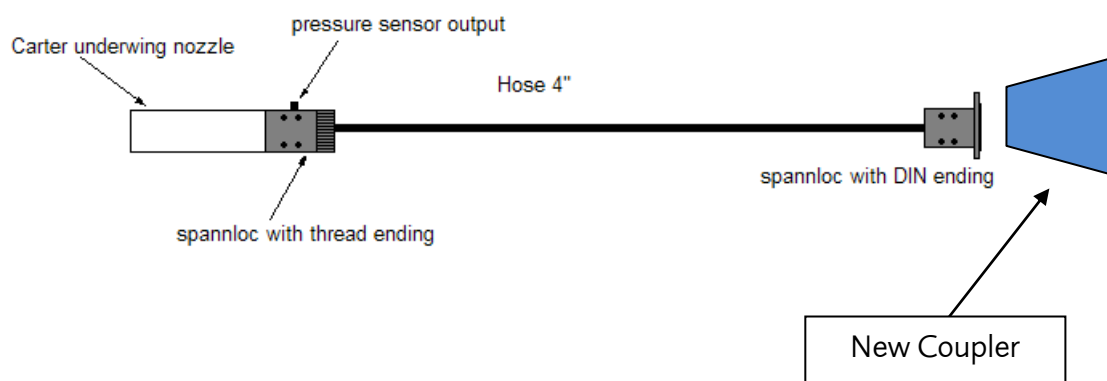 pressure sensor output
Carter underwing nozzle
Hose 4"
spannloc with DIN ending
spannloc with thread ending
New Coupler